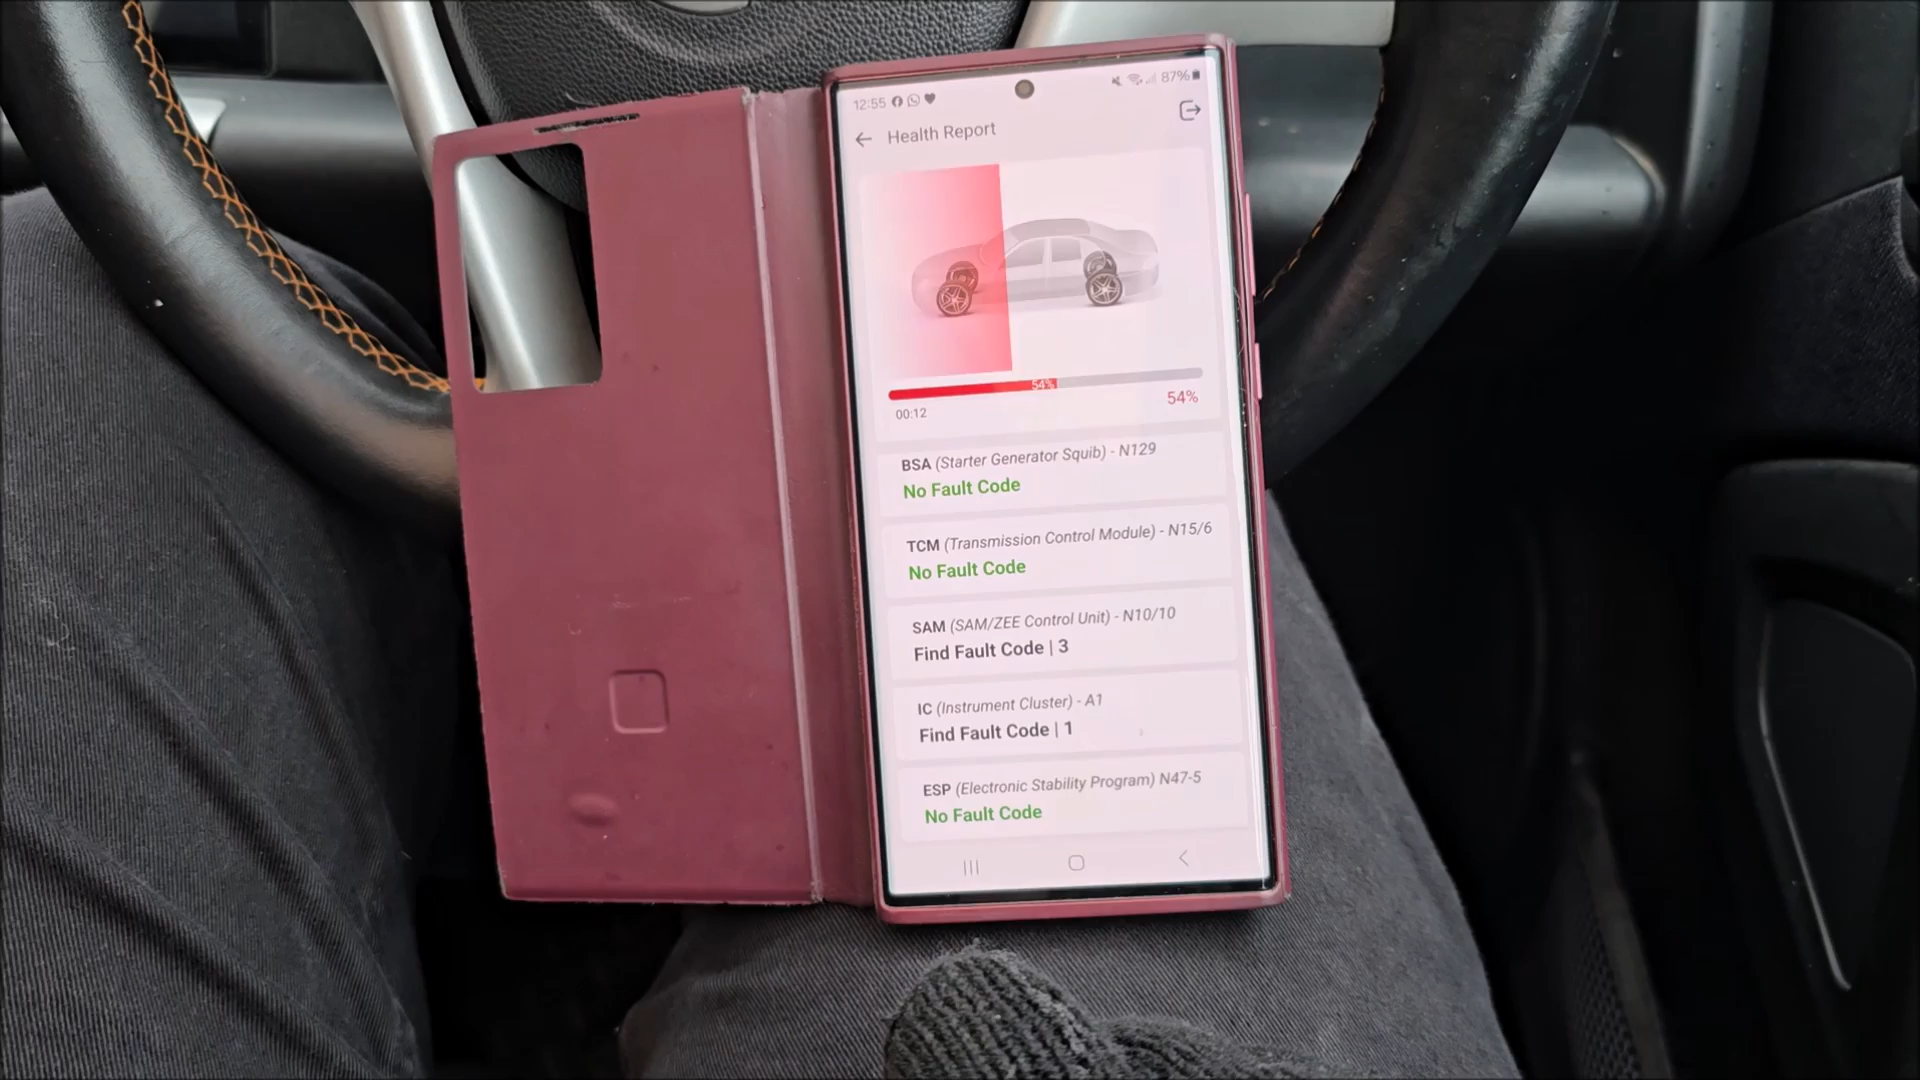 12:55 87%
Health Report
54%
54%
00:12
BSA (Starter Generator Squib) - N129
No Fault Code
TCM (Transmission Control Module) - N15/6
No Fault Code
SAM (SAM/ZEE Control Unit) - N10/10
Find Fault Code | 3
IC (Instrument Cluster) - A1
Find Fault Code | 1
ESP (Electronic Stability Program) N47-5
No Fault Code